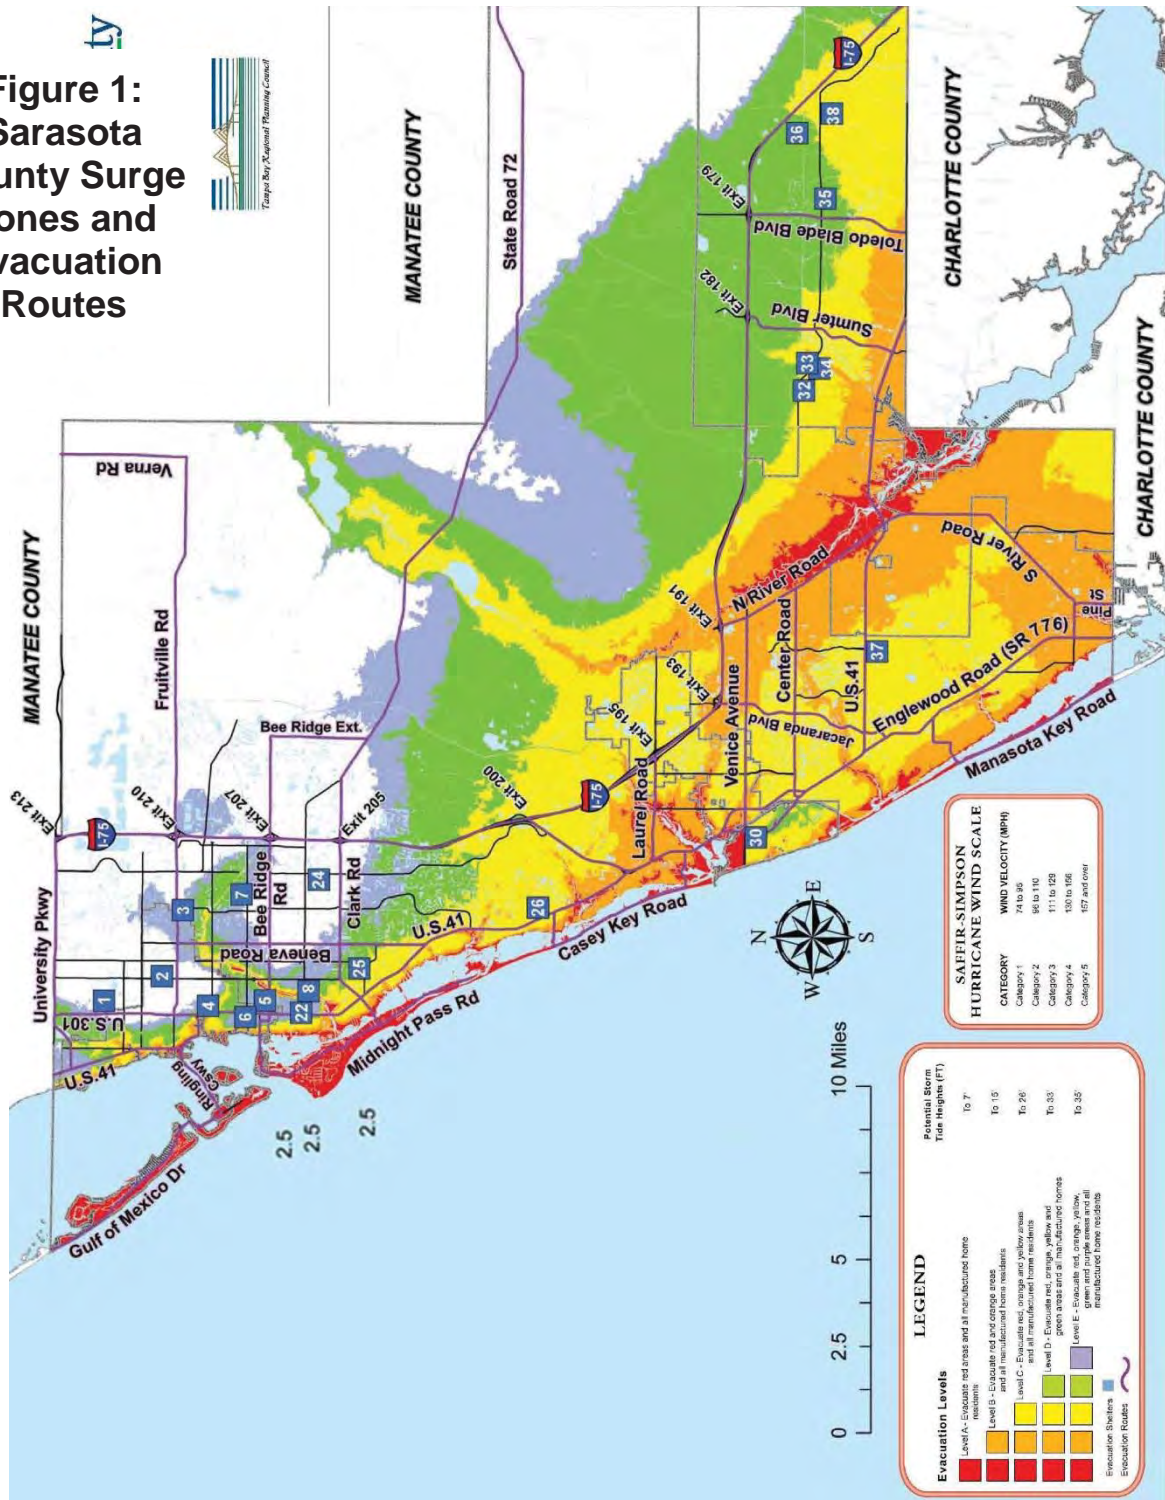 ty
Figure 1:
Sarasota
unty Surge
ones and
vacuation
Routes
Tampa Bay Regional Planning Council
MANATEE COUNTY
MANATEE COUNTY
CHARLOTTE COUNTY
CHARLOTTE COUNTY
State Road 72
Verna Rd
Fruitville Rd
Bee Ridge Ext.
University Pkwy
U.S.301
U.S.41
Ringling
Cswy
Gulf of Mexico Dr
Bee Ridge
Rd
Clark Rd
Beneva Road
U.S.41
Midnight Pass Rd
Casey Key Road
Laurel Road
Venice Avenue
Center Road
Jacaranda Blvd
U.S.41
Englewood Road (SR 776)
Manasota Key Road
N River Road
S River Road
Pine
St
Sumter Blvd
Toledo Blade Blvd
Exit 213
Exit 210
Exit 207
Exit 205
Exit 200
Exit 195
Exit 193
Exit 191
Exit 182
Exit 179
I-75
I-75
I-75
1
2
3
4
5
6
7
8
22
24
25
26
30
32
33
34
35
36
37
38
2.5
2.5
2.5
N
E
S
W
0
2.5
5
10 Miles
SAFFIR-SIMPSON
HURRICANE WIND SCALE
CATEGORY WIND VELOCITY (MPH)
Category 1 74 to 95
Category 2 96 to 110
Category 3 111 to 129
Category 4 130 to 156
Category 5 157 and over
LEGEND
Evacuation Levels
Potential Storm
Tide Heights (FT)
Level A - Evacuate red areas and all manufactured home
residents
To 7'
Level B - Evacuate red and orange areas
and all manufactured home residents
To 15'
Level C - Evacuate red, orange and yellow areas
and all manufactured home residents
To 26'
Level D - Evacuate red, orange, yellow and
green areas and all manufactured homes
To 33'
Level E - Evacuate red, orange, yellow,
green and purple areas and all
manufactured home residents
To 35'
Evacuation Shelters
Evacuation Routes